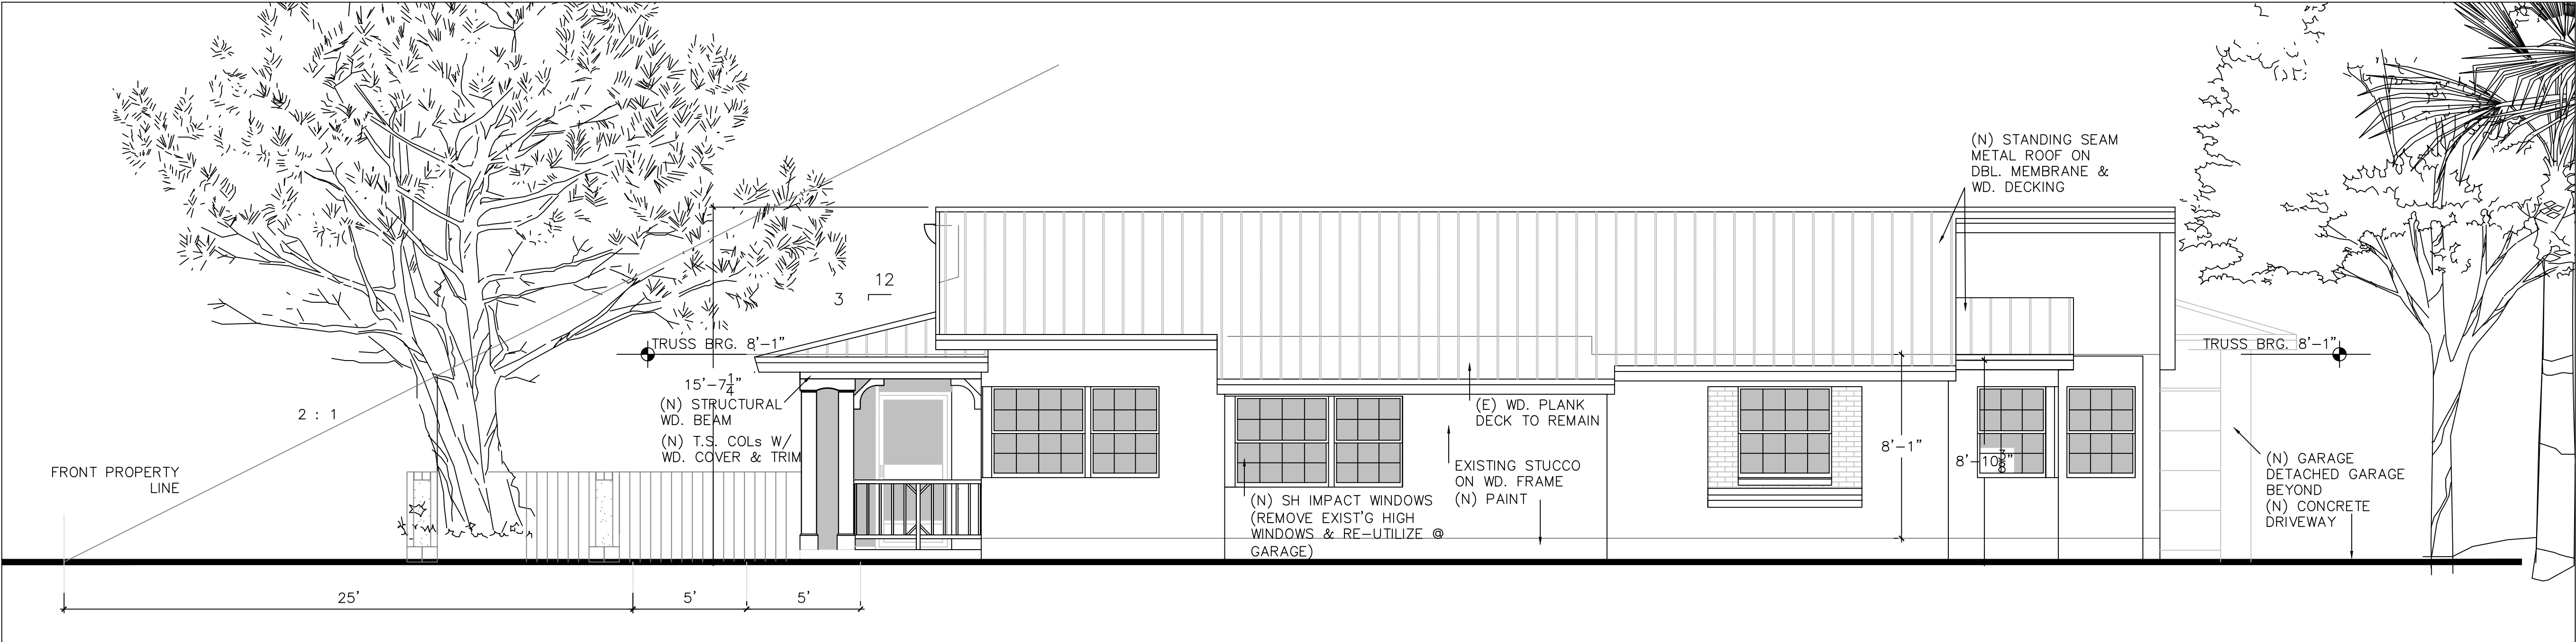 (N) STANDING SEAM
METAL ROOF ON
DBL. MEMBRANE &
WD. DECKING
12
3
TRUSS BRG. 8'-1"
TRUSS BRG. 8'-1"
15'-7 1/4"
(N) STRUCTURAL
WD. BEAM
(N) T.S. COLs W/
WD. COVER & TRIM
2 : 1
FRONT PROPERTY
LINE
(E) WD. PLANK
DECK TO REMAIN
EXISTING STUCCO
ON WD. FRAME
(N) PAINT
(N) SH IMPACT WINDOWS
(REMOVE EXIST'G HIGH
WINDOWS & RE-UTILIZE @
GARAGE)
8'-1"
8'-10 3/8"
(N) GARAGE
DETACHED GARAGE
BEYOND
(N) CONCRETE
DRIVEWAY
25'
5'
5'